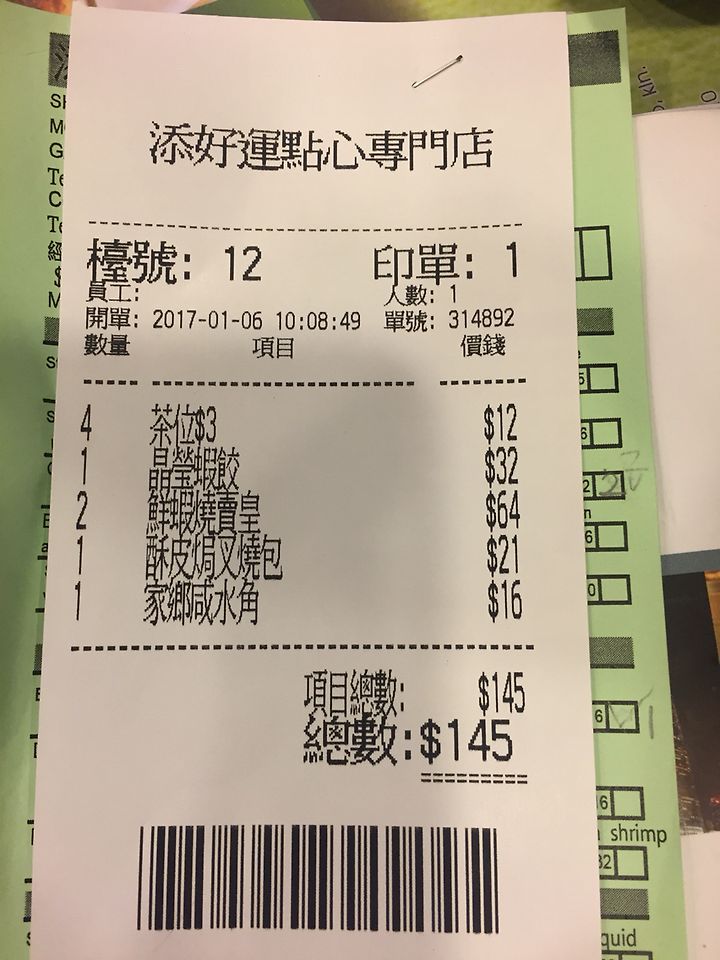 添好運點心專門店
檯號: 12 印單: 1
員工: 人數: 1
開單: 2017-01-06 10:08:49 單號: 314892
數量 項目 價錢
4 茶位$3 $12
1 晶瑩蝦餃 $32
2 鮮蝦燒賣皇 $64
1 酥皮焗叉燒包 $21
1 家鄉咸水角 $16
項目總數: $145
總數: $145
shrimp